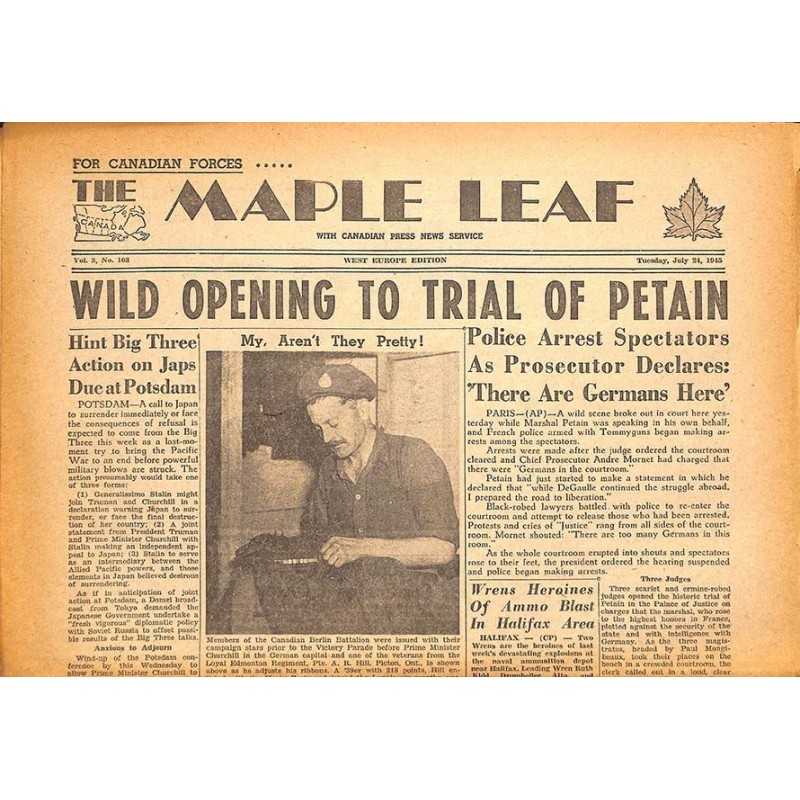 FOR CANADIAN FORCES .....
THE MAPLE LEAF
CANADA
WITH CANADIAN PRESS NEWS SERVICE
Vol. 3, No. 103
WEST EUROPE EDITION
Tuesday, July 24, 1945
WILD OPENING TO TRIAL OF PETAIN
Hint Big Three
Action on Japs
Due at Potsdam
POTSDAM—A call to Japan
to surrender immediately or face
the consequences of refusal is
expected to come from the Big
Three this week as a last-mo-
ment try to bring the Pacific
War to an end before powerful
military blows are struck. The
action presumably would take one
of three forms:
(1) Generalissimo Stalin might
join Truman and Churchill in a
declaration warning Japan to sur-
render, or face the final destruc-
tion of her country; (2) A joint
statement from President Truman
and Prime Minister Churchill with
Stalin making an independent ap-
peal to Japan; (3) Stalin to serve
as an intermediary between the
Allied Pacific powers, and those
elements in Japan believed desirous
of surrendering.
As if in anticipation of joint
action at Potsdam, a Domei broad-
cast from Tokyo demanded the
Japanese Government undertake a
"fresh vigorous" diplomatic policy
with Soviet Russia to offset possi-
ble results of the Big Three talks.
Anxious to Adjourn
Wind-up of the Potsdam con-
ference by this Wednesday to
allow Prime Minister Churchill to
My, Aren't They Pretty!
Members of the Canadian Berlin Battalion were issued with their
campaign stars prior to the Victory Parade before Prime Minister
Churchill in the German capital and one of the veterans from the
Loyal Edmonton Regiment, Pte. A. R. Hill, Picton, Ont., is shown
above as he adjusts his ribbons. A '39er with 218 points, Hill en-
Police Arrest Spectators
As Prosecutor Declares:
'There Are Germans Here'
PARIS—(AP)—A wild scene broke out in court here yes-
terday while Marshal Petain was speaking in his own behalf,
and French police armed with Tommyguns began making ar-
rests among the spectators.
Arrests were made after the judge ordered the courtroom
cleared and Chief Prosecutor Andre Mornet had charged that
there were "Germans in the courtroom."
Petain had just started to make a statement in which he
declared that "while DeGaulle continued the struggle abroad,
I prepared the road to liberation."
Black-robed lawyers battled with police to re-enter the
courtroom and attempt to release those who had been arrested.
Protests and cries of "Justice" rang from all sides of the court-
room. Mornet shouted: "There are too many Germans in this
room."
As the whole courtroom erupted into shouts and spectators
rose to their feet, the president ordered the hearing suspended
and police began making arrests.
Wrens Heroines
Of Ammo Blast
In Halifax Area
HALIFAX — (CP) — Two
Wrens are the heroines of last
week's devastating explosions at
the naval ammunition depot
near Halifax. Leading Wren Ruth
Three Judges
Three scarlet and ermine-robed
judges opened the historic trial of
Petain in the Palace of Justice on
charges that the marshal, who rose
to the highest honors in France,
plotted against the security of the
state and with intelligence with
Germany. As the three magis-
trates, headed by Paul Mongi-
beaux, took their places on the
bench in a crowded courtroom, the
clerk called out in a loud, clear